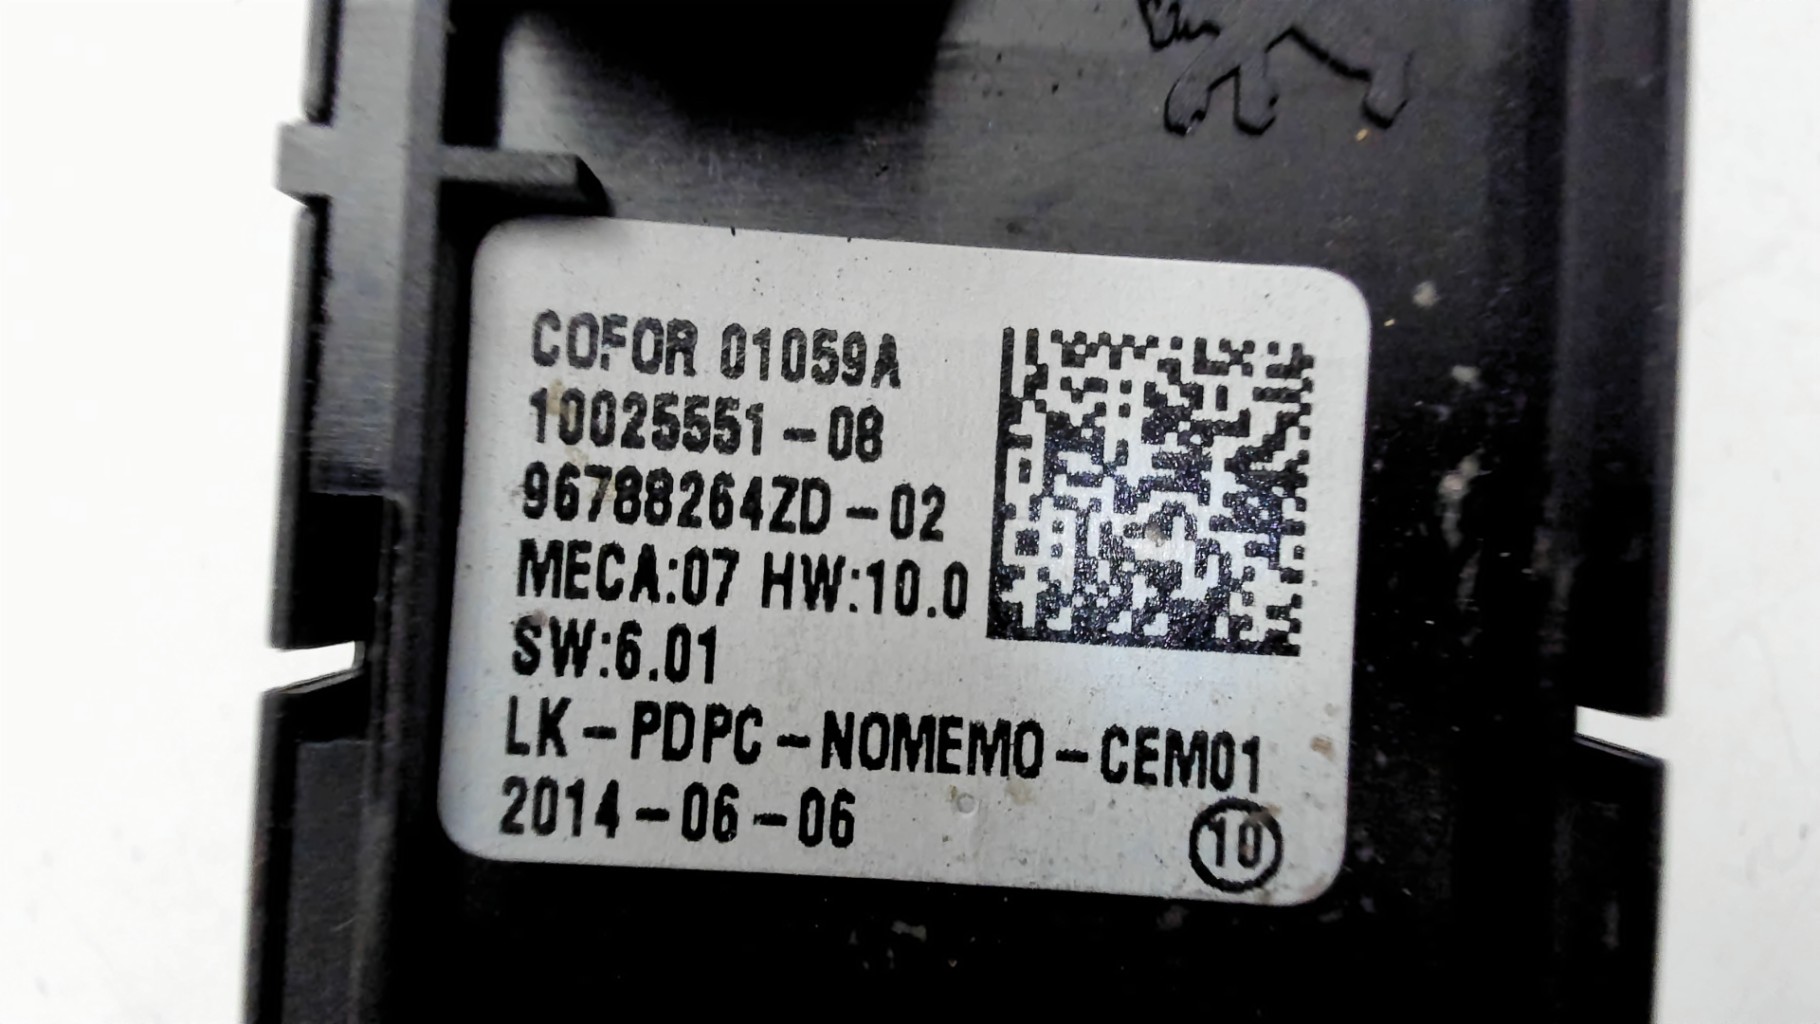 COFOR 01059A
10025551-08
96788264ZD-02
MECA:07 HW:10.0
SW:6.01
LK-PDPC-NOMEMO-CEM01
2014-06-06
10